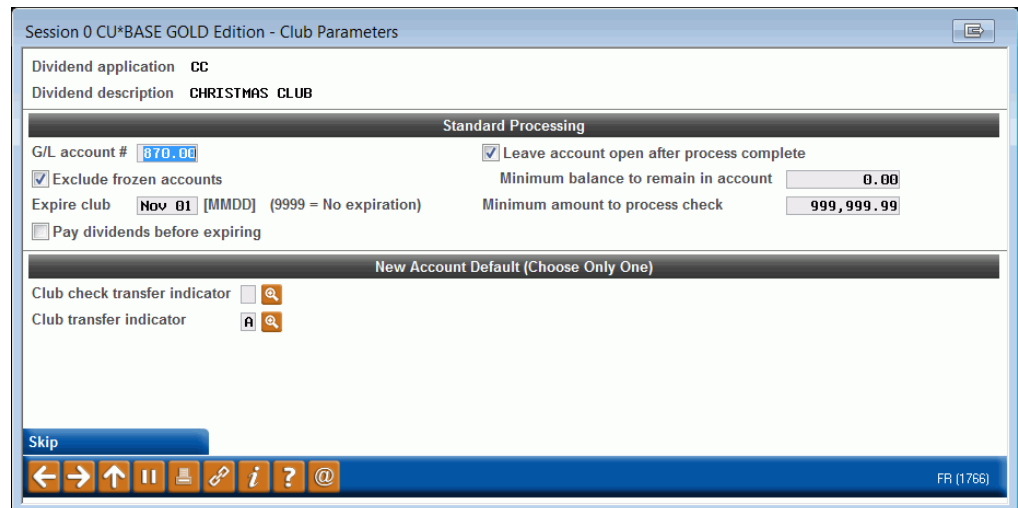 Session 0 CU*BASE GOLD Edition - Club Parameters
Dividend application CC
Dividend description CHRISTMAS CLUB
Standard Processing
G/L account # 870.00 Leave account open after process complete
Exclude frozen accounts Minimum balance to remain in account 0.00
Expire club Nov 01 [MMDD] (9999 = No expiration) Minimum amount to process check 999,999.99
Pay dividends before expiring
New Account Default (Choose Only One)
Club check transfer indicator
Club transfer indicator A
Skip
i ? @ FR (1766)